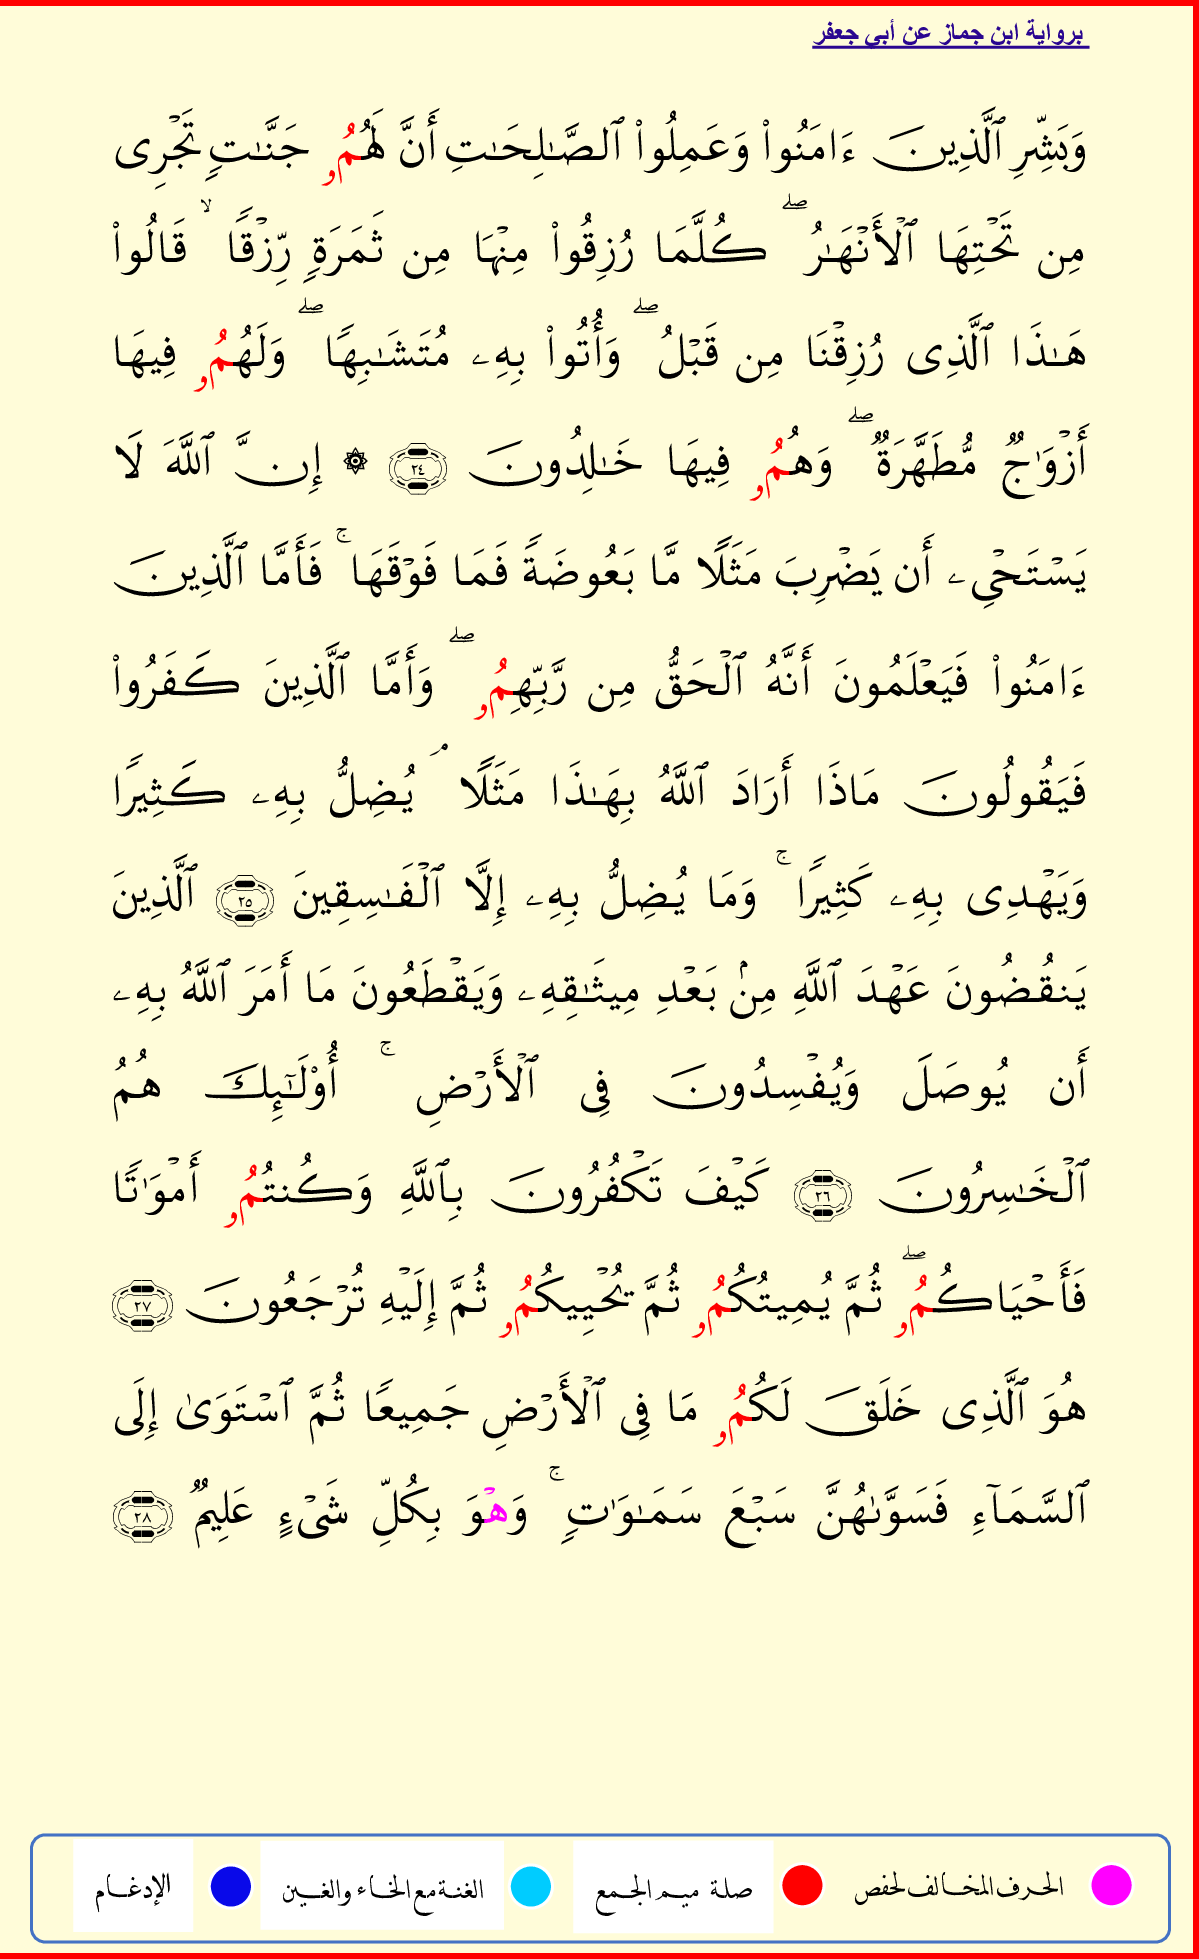 برواية ابن جماز عن أبي جعفر
وَبَشِّرِ ٱلَّذِينَ ءَامَنُوا۟ وَعَمِلُوا۟ ٱلصَّـٰلِحَـٰتِ أَنَّ لَهُمُۥ جَنَّـٰتٍ تَجْرِى
مِن تَحْتِهَا ٱلْأَنْهَـٰرُ ۖ كُلَّمَا رُزِقُوا۟ مِنْهَا مِن ثَمَرَةٍ رِّزْقًا ۙ قَالُوا۟
هَـٰذَا ٱلَّذِى رُزِقْنَا مِن قَبْلُ ۖ وَأُتُوا۟ بِهِۦ مُتَشَـٰبِهًا ۖ وَلَهُمُۥ فِيهَا
أَزْوَٰجٌ مُّطَهَّرَةٌ ۖ وَهُمُۥ فِيهَا خَـٰلِدُونَ ٢٤ ۞ إِنَّ ٱللَّهَ لَا
يَسْتَحْىِۦ أَن يَضْرِبَ مَثَلًا مَّا بَعُوضَةً فَمَا فَوْقَهَا ۚ فَأَمَّا ٱلَّذِينَ
ءَامَنُوا۟ فَيَعْلَمُونَ أَنَّهُ ٱلْحَقُّ مِن رَّبِّهِمُۥ ۖ وَأَمَّا ٱلَّذِينَ كَفَرُوا۟
فَيَقُولُونَ مَاذَا أَرَادَ ٱللَّهُ بِهَـٰذَا مَثَلًا ۘ يُضِلُّ بِهِۦ كَثِيرًا
وَيَهْدِى بِهِۦ كَثِيرًا ۚ وَمَا يُضِلُّ بِهِۦ إِلَّا ٱلْفَـٰسِقِينَ ٢٥ ٱلَّذِينَ
يَنقُضُونَ عَهْدَ ٱللَّهِ مِنۢ بَعْدِ مِيثَـٰقِهِۦ وَيَقْطَعُونَ مَا أَمَرَ ٱللَّهُ بِهِۦ
أَن يُوصَلَ وَيُفْسِدُونَ فِى ٱلْأَرْضِ ۚ أُو۟لَـٰٓئِكَ هُمُ
ٱلْخَـٰسِرُونَ ٢٦ كَيْفَ تَكْفُرُونَ بِٱللَّهِ وَكُنتُمُۥ أَمْوَٰتًا
فَأَحْيَاكُمُۥ ۖ ثُمَّ يُمِيتُكُمُۥ ثُمَّ يُحْيِيكُمُۥ ثُمَّ إِلَيْهِ تُرْجَعُونَ ٢٧
هُوَ ٱلَّذِى خَلَقَ لَكُمُۥ مَا فِى ٱلْأَرْضِ جَمِيعًا ثُمَّ ٱسْتَوَىٰ إِلَى
ٱلسَّمَآءِ فَسَوَّىٰهُنَّ سَبْعَ سَمَـٰوَٰتٍ ۚ وَهْوَ بِكُلِّ شَىْءٍ عَلِيمٌ ٢٨
الحرف المخالف لحفص صلة ميم الجمع الغنة مع الخاء والغين الإدغام